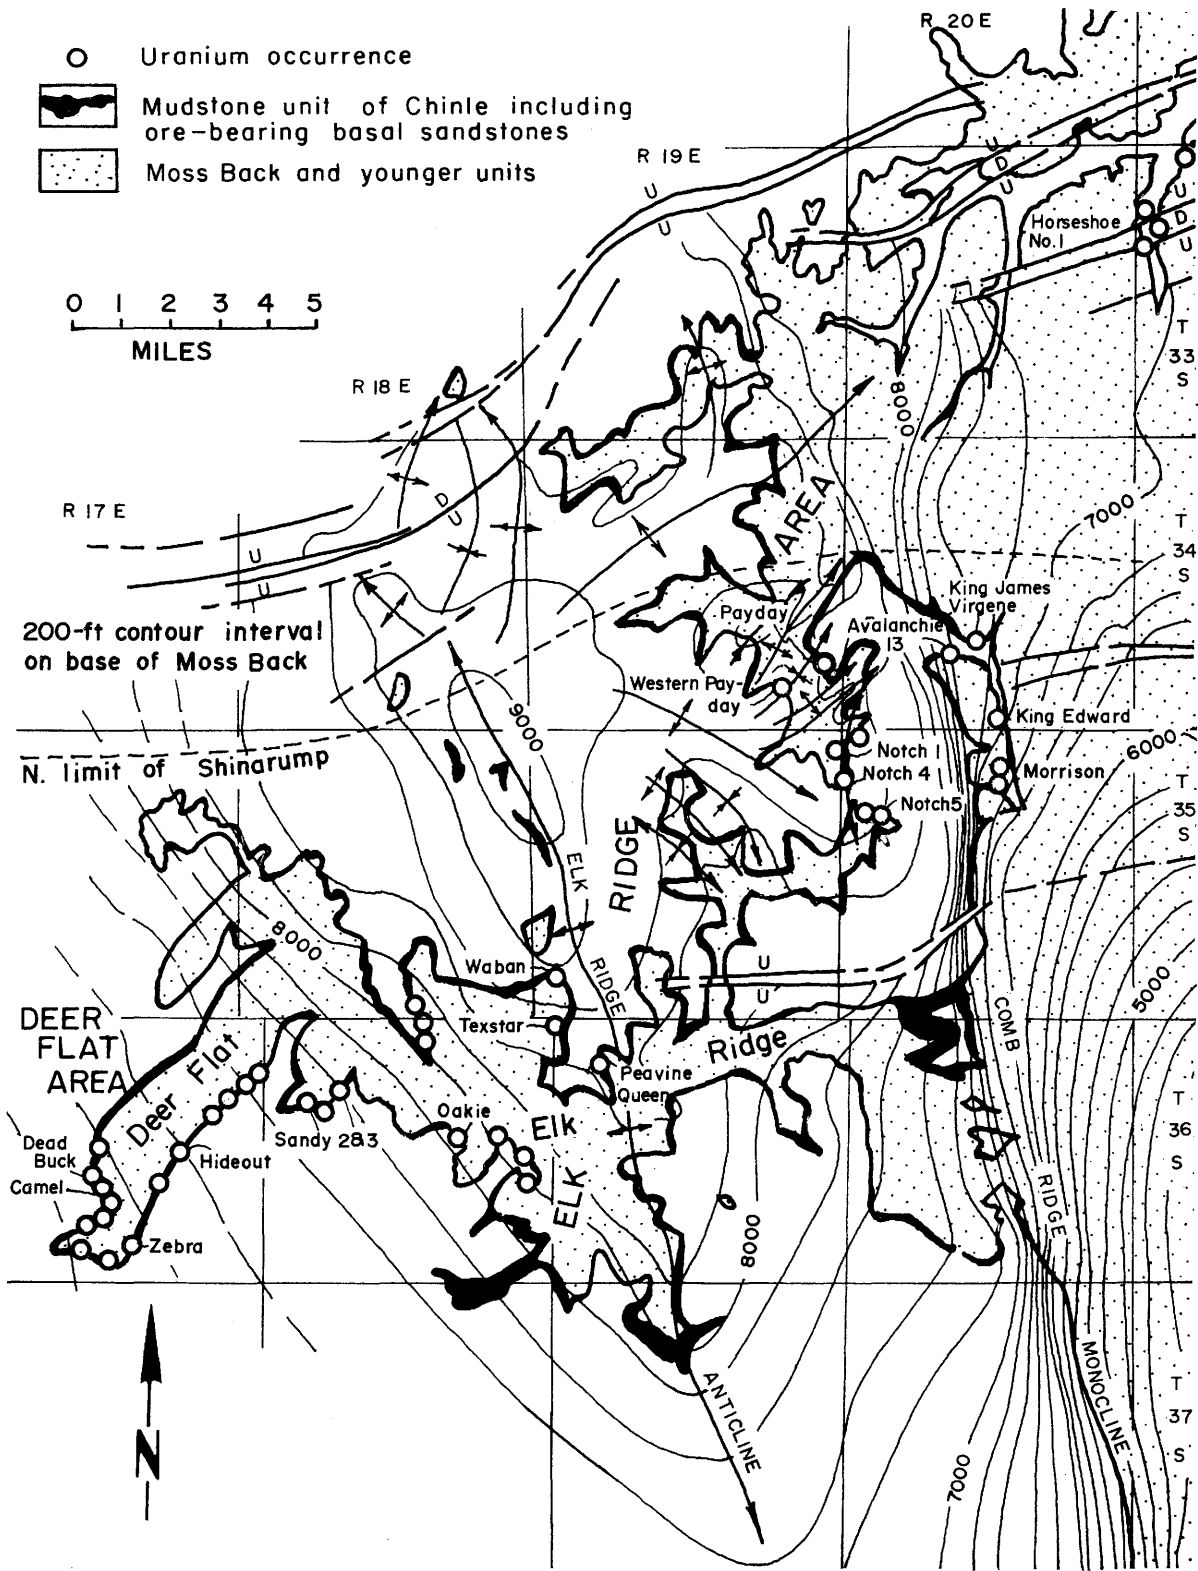 R 20 E
Uranium occurrence
Mudstone unit of Chinle including
ore-bearing basal sandstones
Moss Back and younger units
R 19 E
U
U
U
D
U
Horseshoe
No. 1
U
D
U
0 1 2 3 4 5
MILES
T
33
S
R 18 E
8000
R 17 E
D
U
U
U
AREA
7000
T
34
S
200-ft contour interval
on base of Moss Back
King James
Virgene
Payday
Avalanchie
13
Western Pay-
day
9000
King Edward
6000
N. limit of Shinarump
Notch 1
Notch 4
Morrison
Notch 5
T
35
S
RIDGE
ELK
RIDGE
8000
Waban
U
U
5000
DEER
FLAT
AREA
Deer Flat
Texstar
Ridge
COMB
Peavine
Queen
Oakie
Elk
Sandy 2&3
Dead
Buck
Hideout
Camel
T
36
S
ELK
RIDGE
Zebra
8000
N
ANTICLINE
MONOCLINE
T
37
S
7000